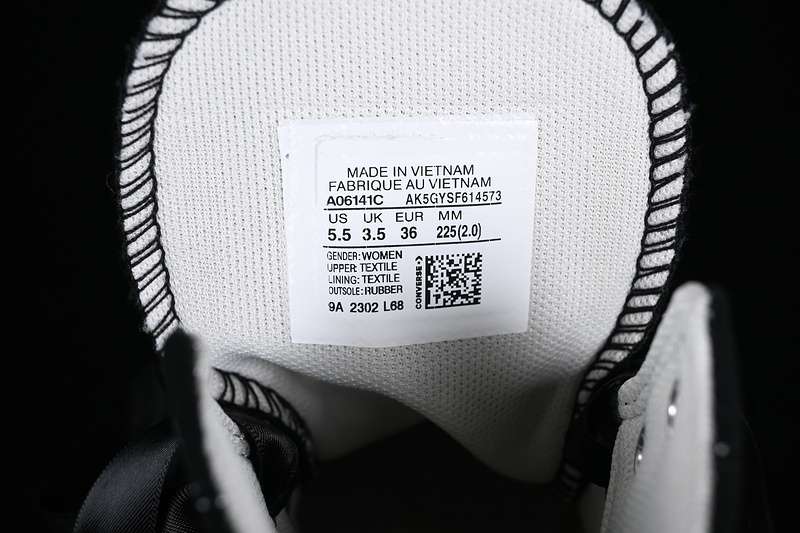 MADE IN VIETNAM
FABRIQUE AU VIETNAM
A06141C AK5GYSF614573
US UK EUR MM
5.5 3.5 36 225(2.0)
GENDER: WOMEN
UPPER: TEXTILE
LINING: TEXTILE
OUTSOLE: RUBBER
9A 2302 L68
CONVERSE